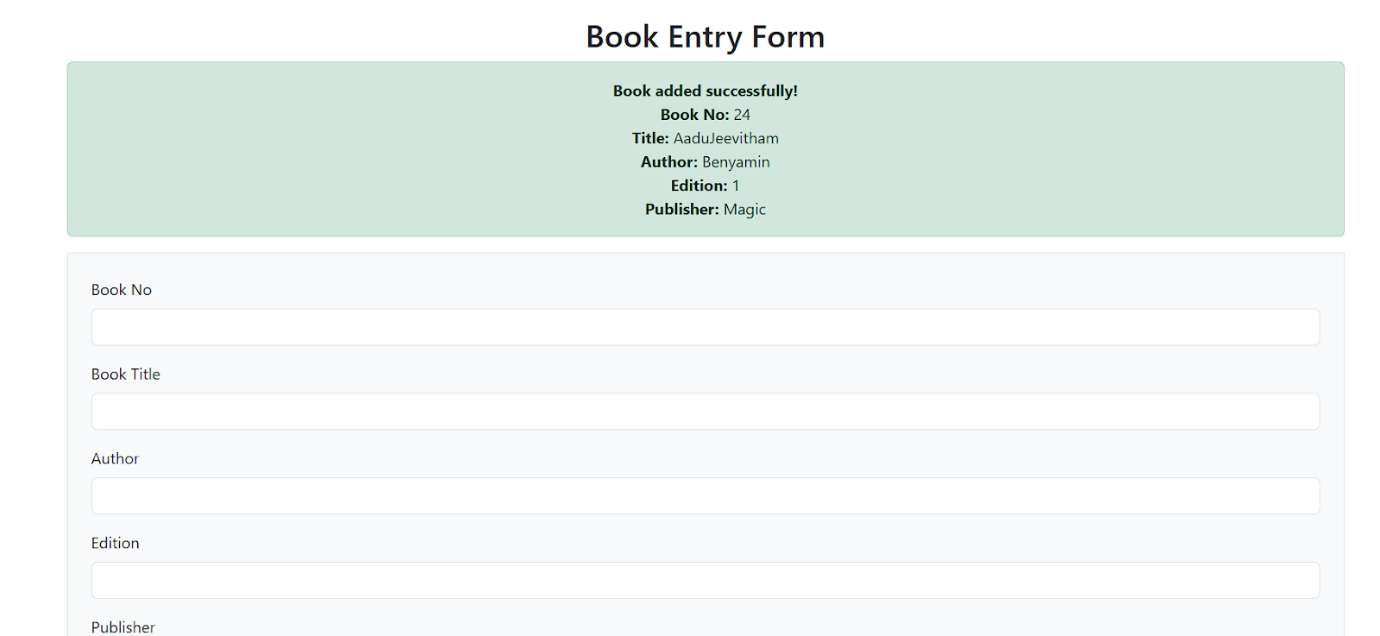 Book Entry Form
Book added successfully!
Book No: 24
Title: AaduJeevitham
Author: Benyamin
Edition: 1
Publisher: Magic
Book No
Book Title
Author
Edition
Publisher